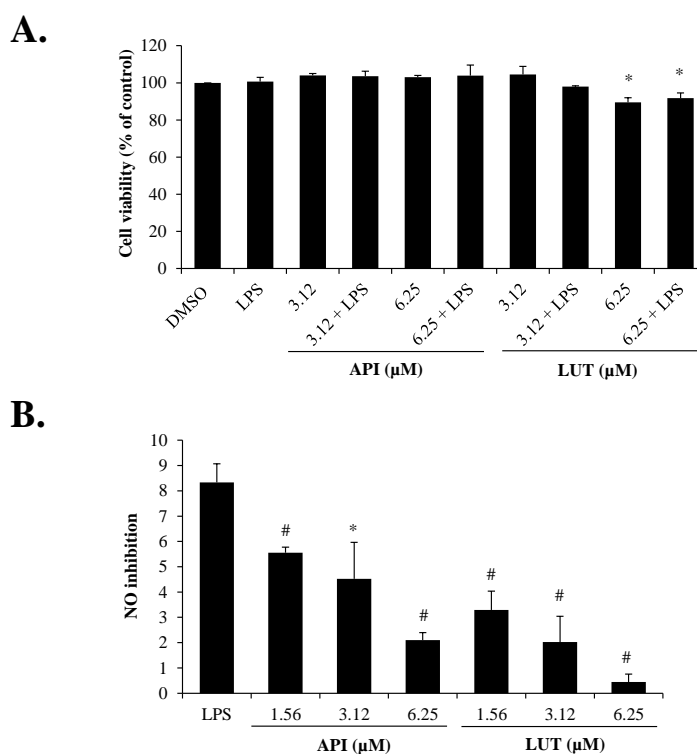 A.
120
100
80
60
40
20
0
Cell viability (% of control)
* *
DMSO LPS 3.12 3.12 + LPS 6.25 6.25 + LPS 3.12 3.12 + LPS 6.25 6.25 + LPS
API (µM) LUT (µM)
B.
10
9
8
7
6
5
4
3
2
1
0
NO inhibition
# * # # # #
LPS 1.56 3.12 6.25 1.56 3.12 6.25
API (µM) LUT (µM)